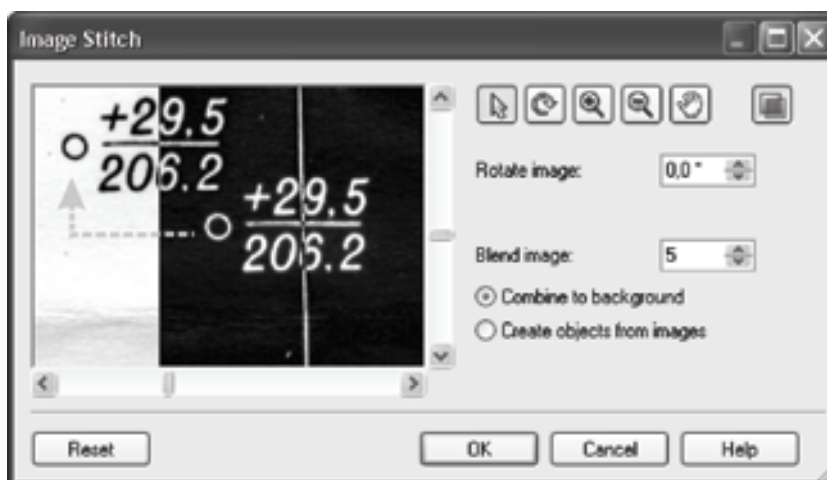 Image Stitch
+29.5
206.2
+29.5
206.2
Rotate image: 0,0 °
Blend image: 5
Combine to background
Create objects from images
Reset
OK
Cancel
Help